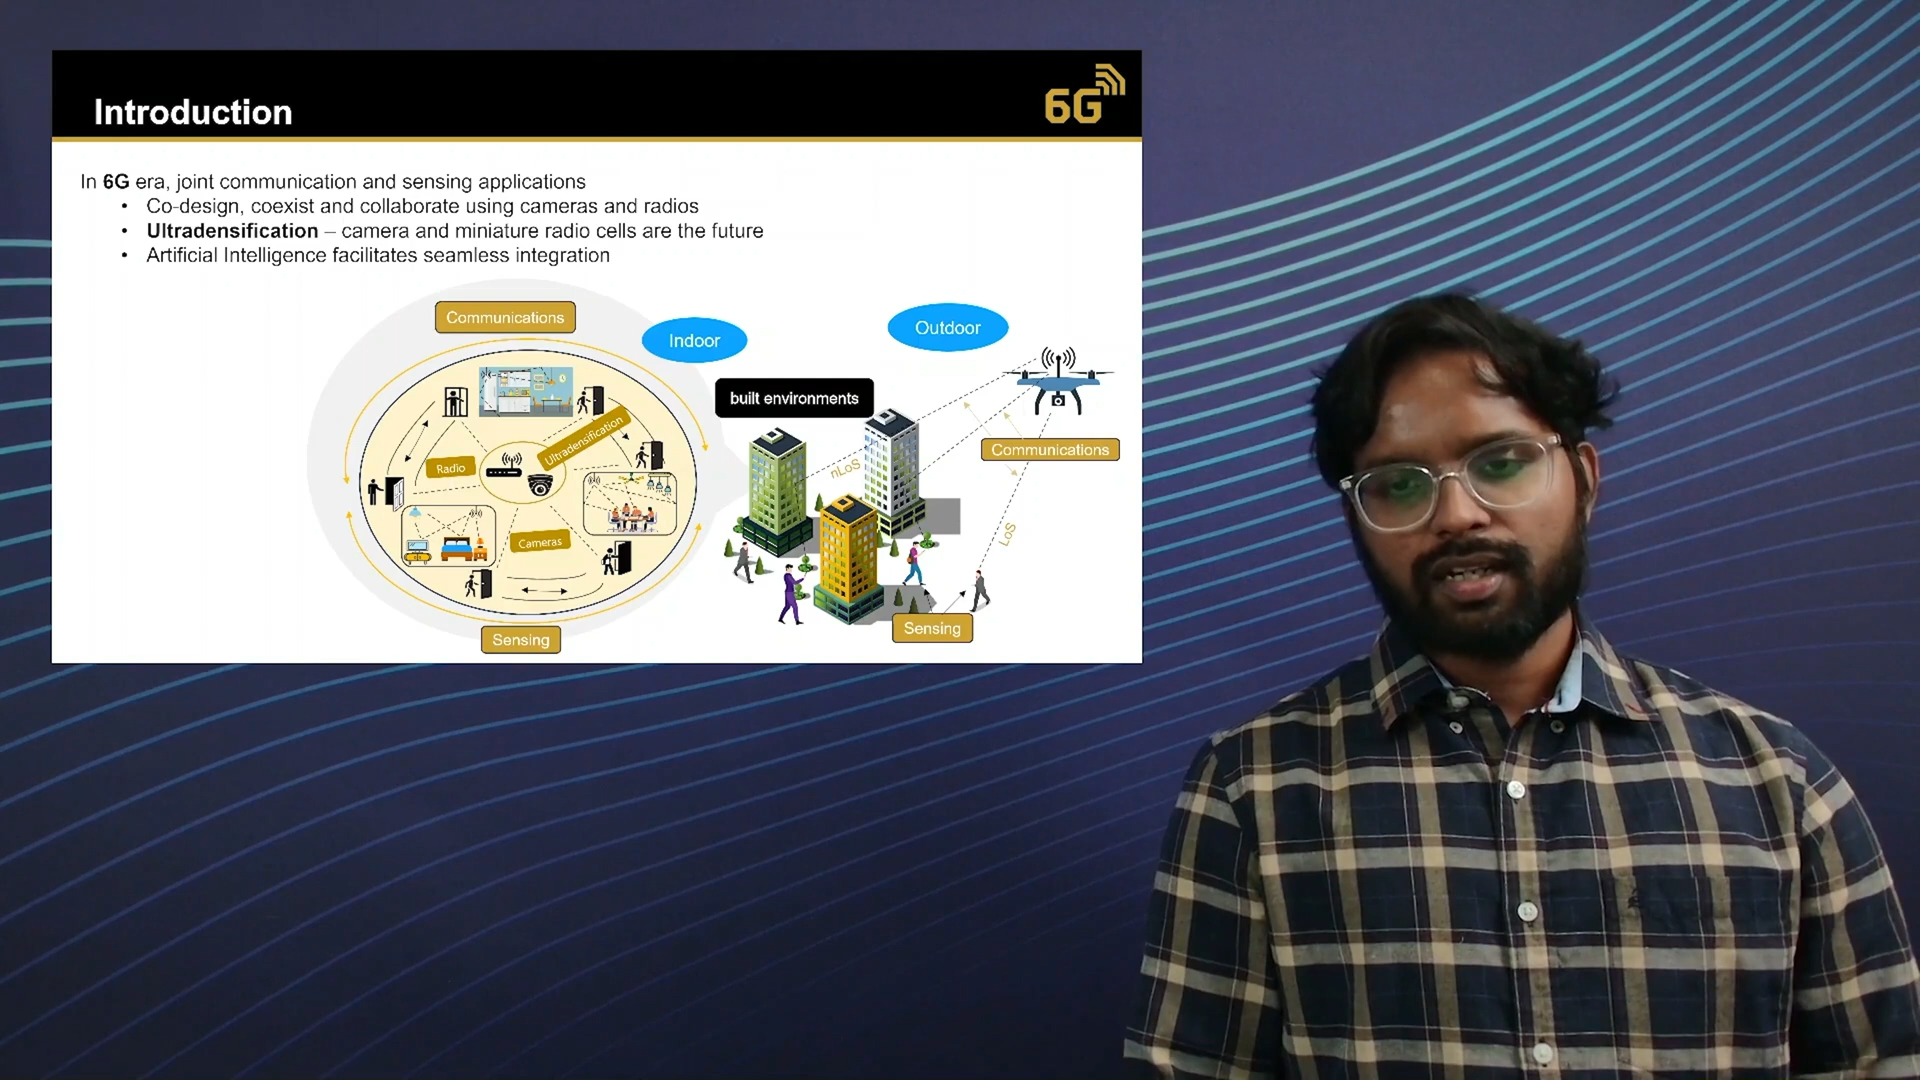 Introduction
6G
In 6G era, joint communication and sensing applications
• Co-design, coexist and collaborate using cameras and radios
• Ultradensification – camera and miniature radio cells are the future
• Artificial Intelligence facilitates seamless integration
Communications
Indoor
Outdoor
built environments
Ultradensification
Radio
Cameras
Sensing
nLoS
Communications
LoS
Sensing